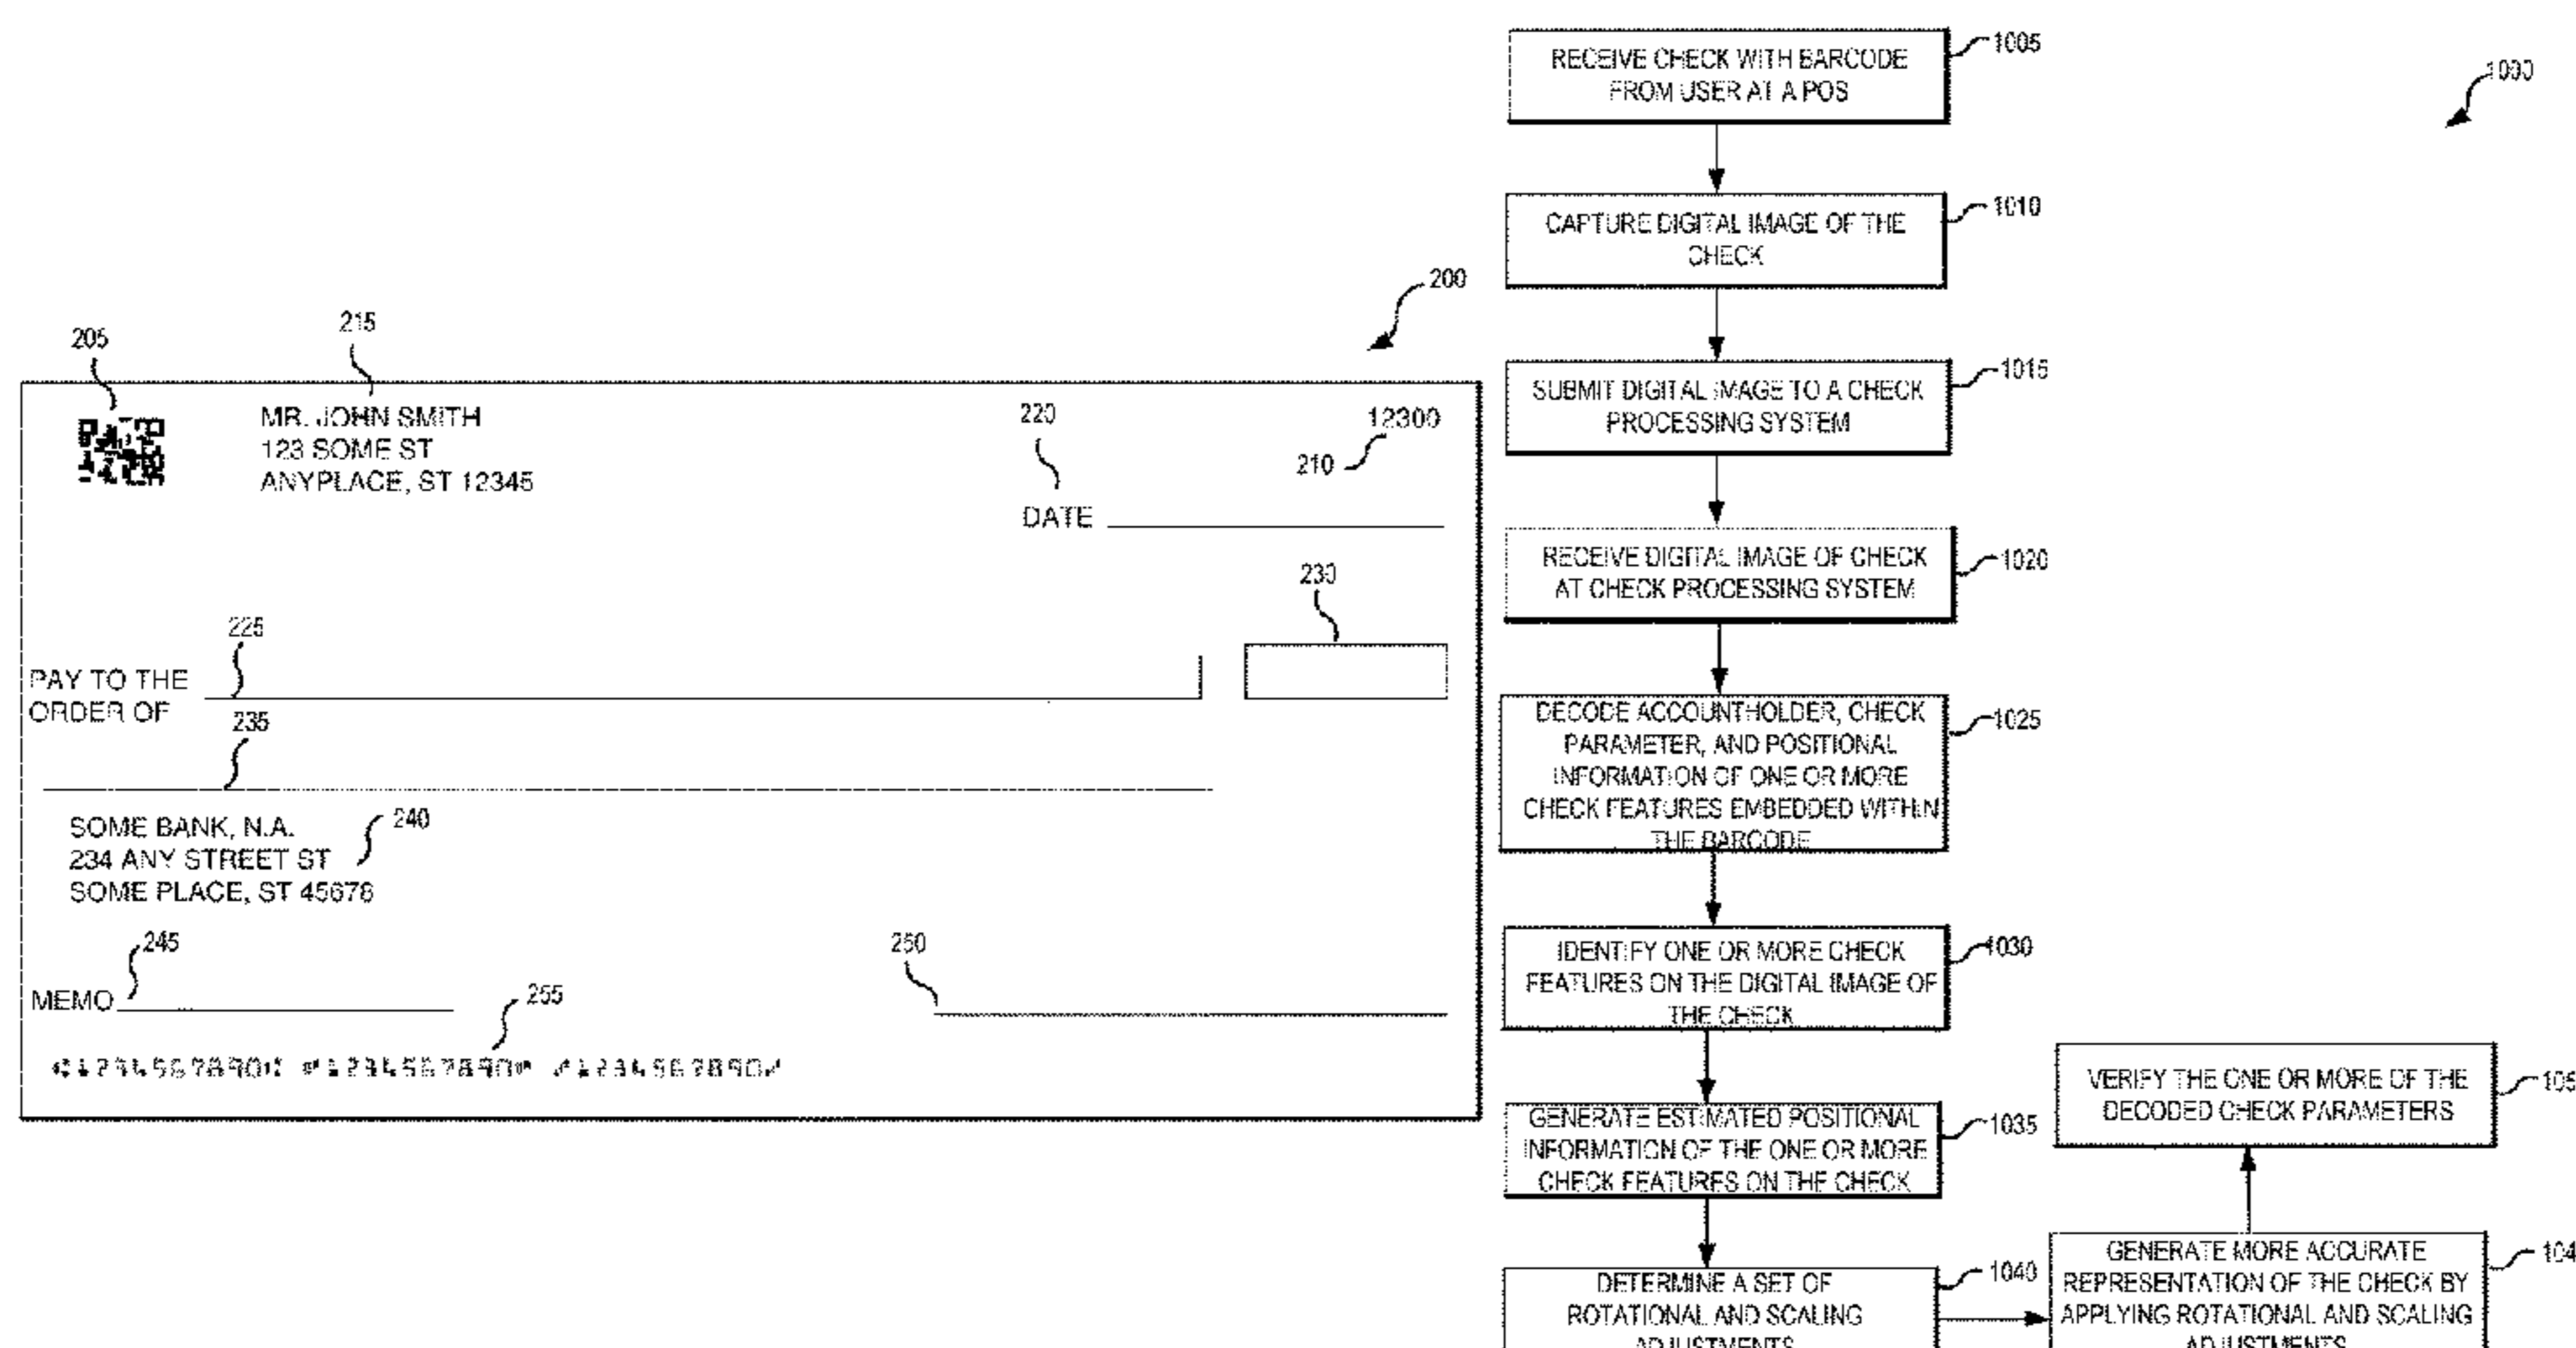 200
205
215
MR. JOHN SMITH
123 SOME ST
ANYPLACE, ST 12345
220
12300
210
DATE
230
225
PAY TO THE
ORDER OF
235
SOME BANK, N.A.
234 ANY STREET ST
SOME PLACE, ST 45678
240
245
MEMO
250
255
⑆1234567890⑆ ⑈1234567890⑈ ⑇1234567890⑇
1000
RECEIVE CHECK WITH BARCODE
FROM USER AT A POS
1005
CAPTURE DIGITAL IMAGE OF THE
CHECK
1010
SUBMIT DIGITAL IMAGE TO A CHECK
PROCESSING SYSTEM
1015
RECEIVE DIGITAL IMAGE OF CHECK
AT CHECK PROCESSING SYSTEM
1020
DECODE ACCOUNTHOLDER, CHECK
PARAMETER, AND POSITIONAL
INFORMATION OF ONE OR MORE
CHECK FEATURES EMBEDDED WITHIN
THE BARCODE
1025
IDENTIFY ONE OR MORE CHECK
FEATURES ON THE DIGITAL IMAGE OF
THE CHECK
1030
GENERATE ESTIMATED POSITIONAL
INFORMATION OF THE ONE OR MORE
CHECK FEATURES ON THE CHECK
1035
DETERMINE A SET OF
ROTATIONAL AND SCALING
ADJUSTMENTS
1040
GENERATE MORE ACCURATE
REPRESENTATION OF THE CHECK BY
APPLYING ROTATIONAL AND SCALING
ADJUSTMENTS
104
VERIFY THE ONE OR MORE OF THE
DECODED CHECK PARAMETERS
105